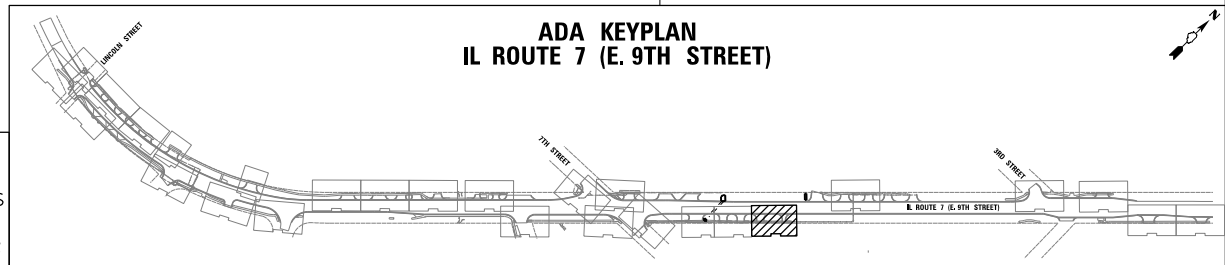 ADA KEYPLAN
IL ROUTE 7 (E. 9TH STREET)
N
LINCOLN STREET
7TH STREET
3RD STREET
IL ROUTE 7 (E. 9TH STREET)